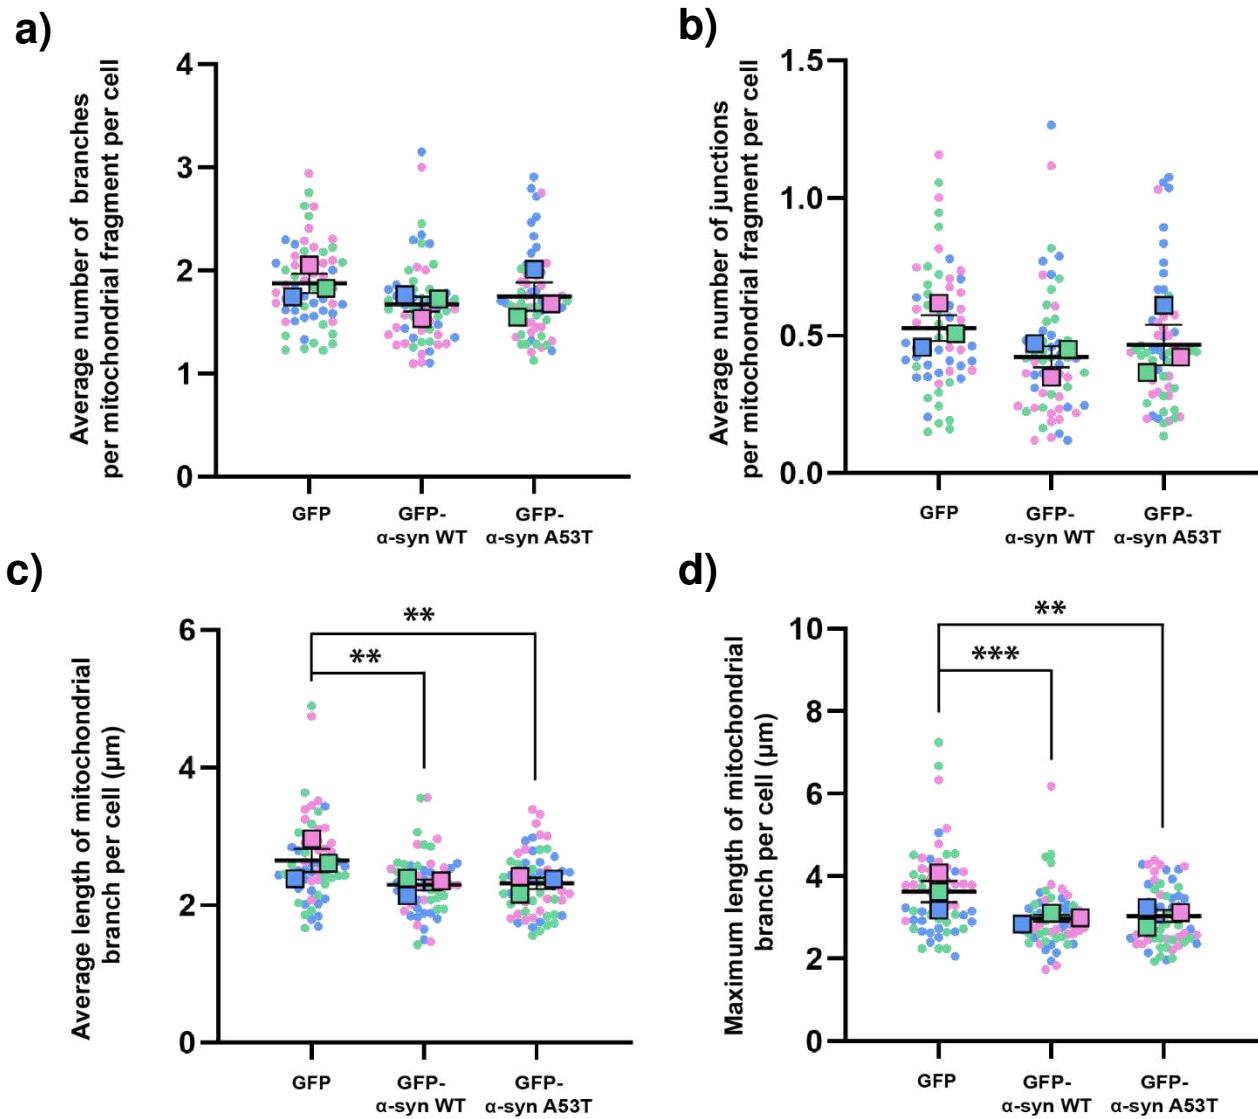 a)
Average number of branches
per mitochondrial fragment per cell
4
3
2
1
0
GFP
GFP-
α-syn WT
GFP-
α-syn A53T
b)
Average number of junctions
per mitochondrial fragment per cell
1.5
1.0
0.5
0.0
GFP
GFP-
α-syn WT
GFP-
α-syn A53T
c)
Average length of mitochondrial
branch per cell (μm)
6
4
2
0
**
**
GFP
GFP-
α-syn WT
GFP-
α-syn A53T
d)
Maximum length of mitochondrial
branch per cell (μm)
10
8
6
4
2
0
**
***
GFP
GFP-
α-syn WT
GFP-
α-syn A53T